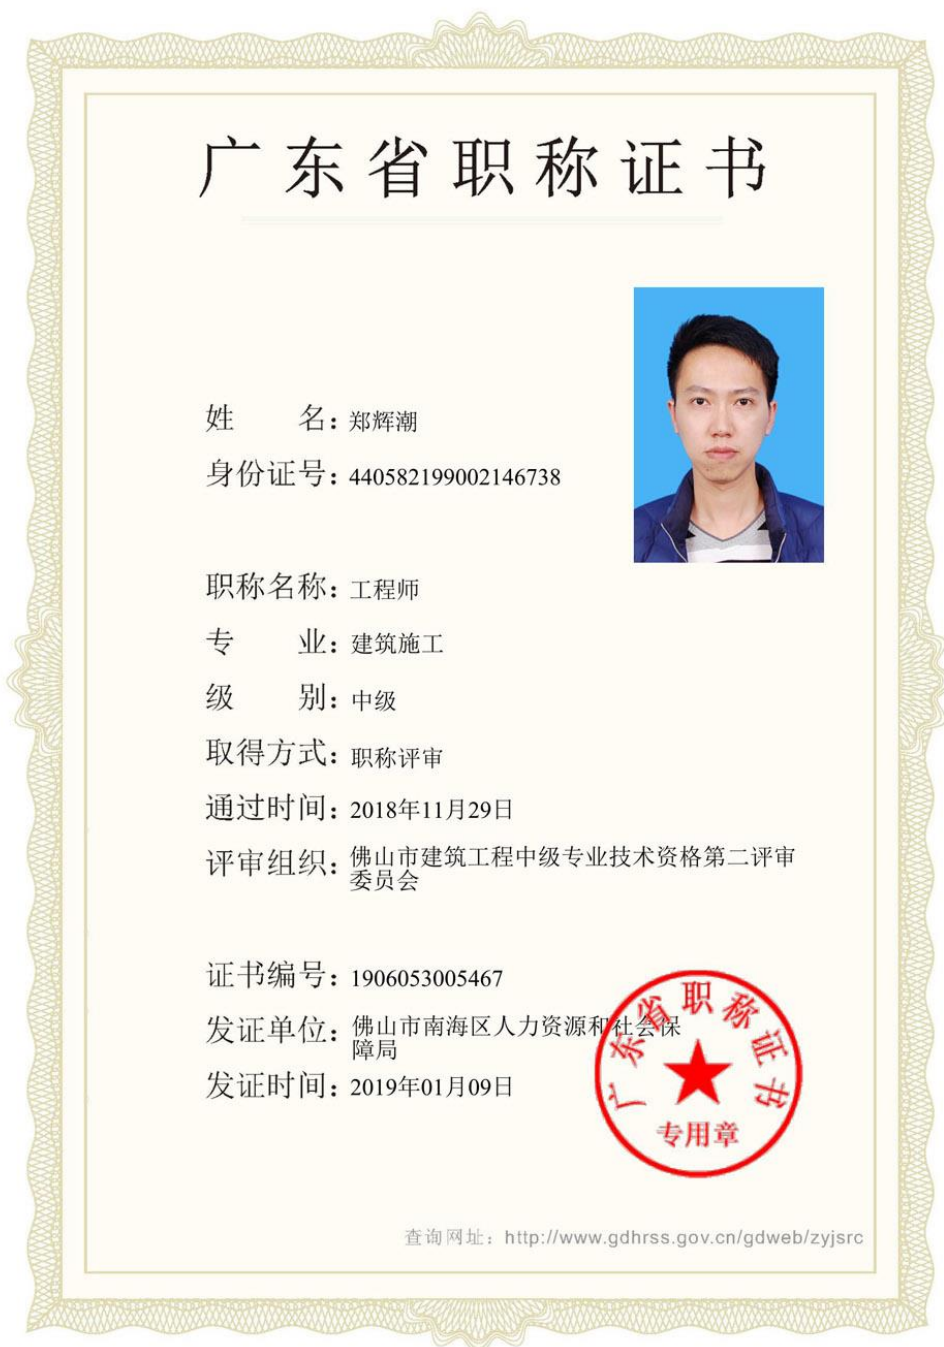 广东省职称证书
姓 名：郑辉潮
身份证号：440582199002146738
职称名称：工程师
专 业：建筑施工
级 别：中级
取得方式：职称评审
通过时间：2018年11月29日
评审组织：佛山市建筑工程中级专业技术资格第二评审
委员会
证书编号：1906053005467
发证单位：佛山市南海区人力资源和社会保
障局
发证时间：2019年01月09日
广东省职称证书
专用章
查询网址：http://www.gdhrss.gov.cn/gdweb/zyjsrc